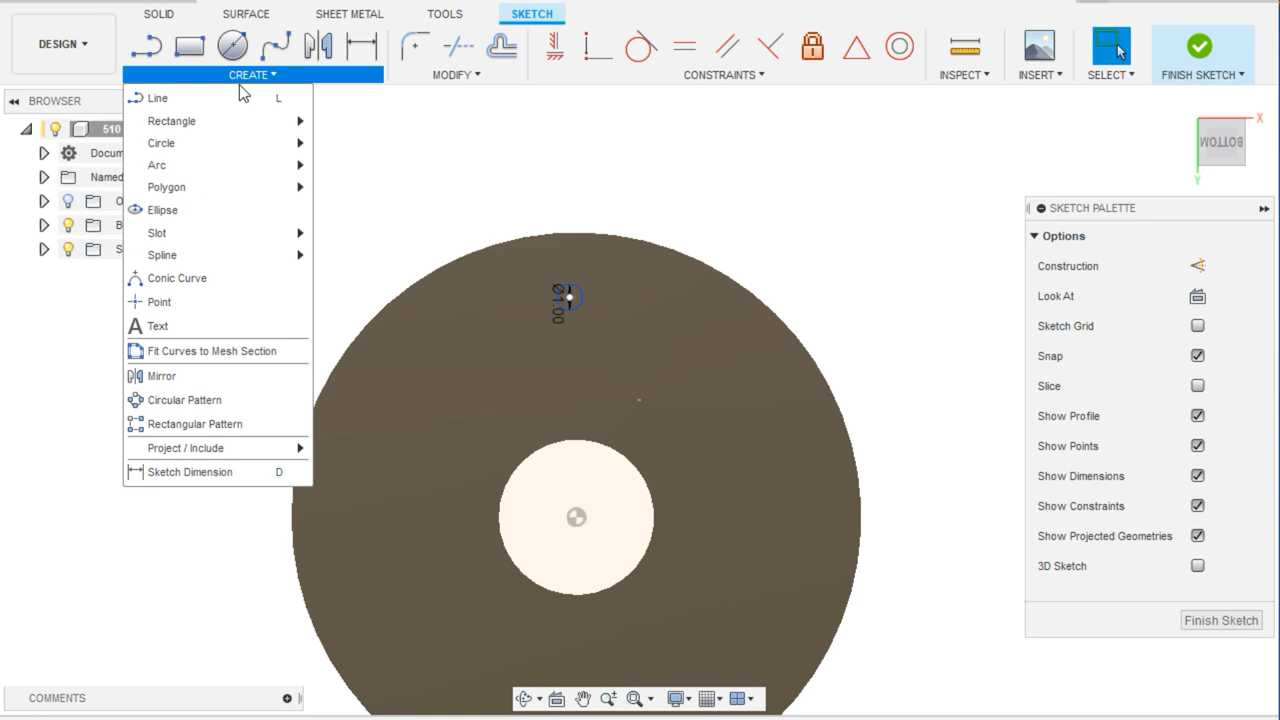 SOLID SURFACE SHEET METAL TOOLS SKETCH
DESIGN
CREATE MODIFY CONSTRAINTS INSPECT INSERT SELECT FINISH SKETCH
BROWSER
510
Docum
Named
O
B
S
Line L
Rectangle
Circle
Arc
Polygon
Ellipse
Slot
Spline
Conic Curve
Point
Text
Fit Curves to Mesh Section
Mirror
Circular Pattern
Rectangular Pattern
Project / Include
Sketch Dimension D
Ø1.00
X
BOTTOM
Y
SKETCH PALETTE
Options
Construction
Look At
Sketch Grid
Snap
Slice
Show Profile
Show Points
Show Dimensions
Show Constraints
Show Projected Geometries
3D Sketch
Finish Sketch
COMMENTS